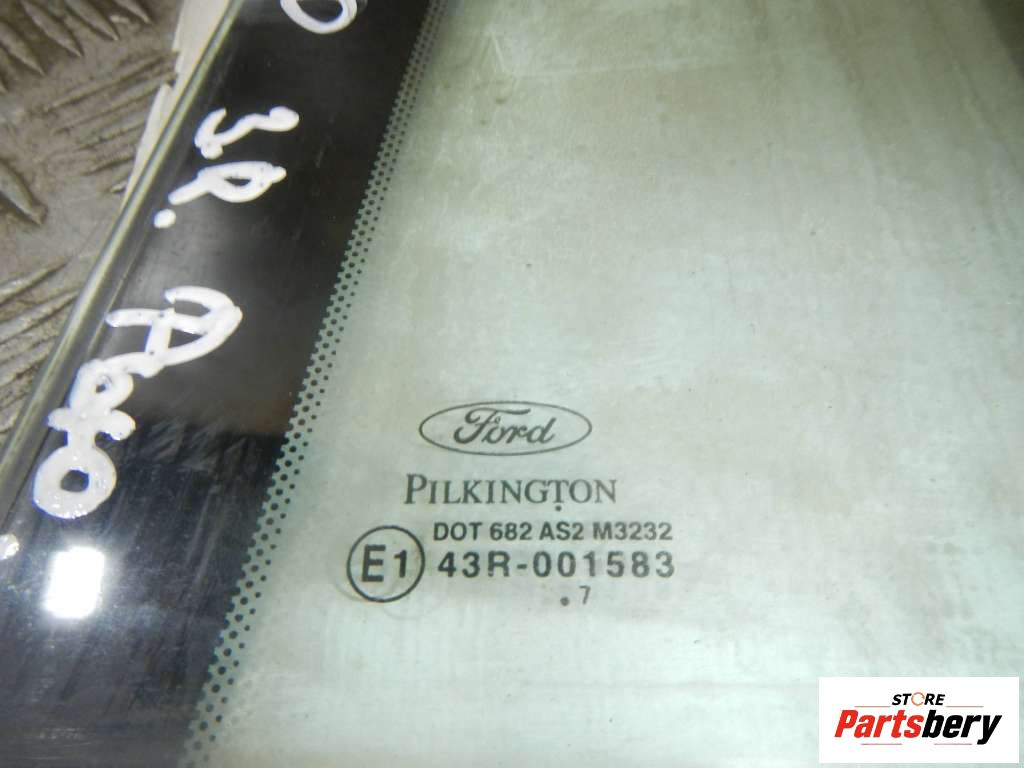 З.Р.
Ford
PILKINGTON
DOT 682 AS2 M3232
E1 43R-001583
.7
STORE
Partsbery